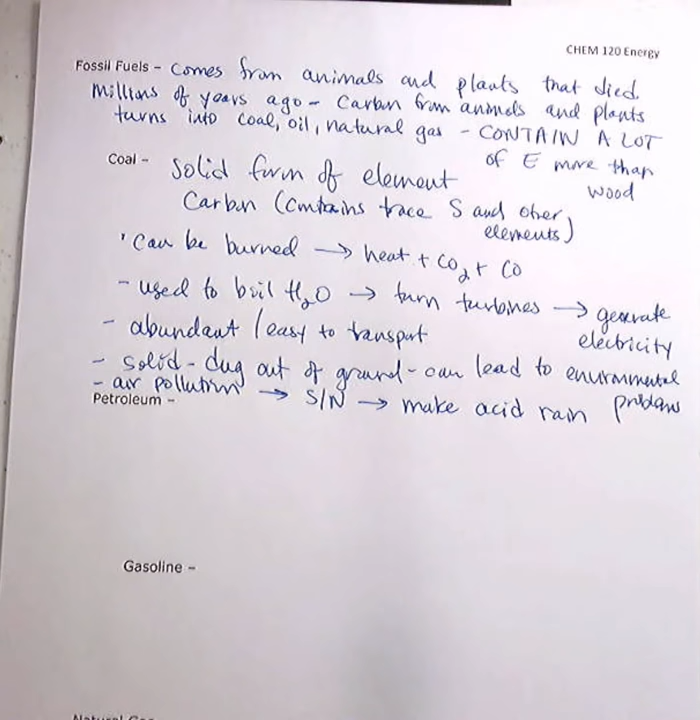 CHEM 120 Energy
Fossil Fuels - comes from animals and plants that died
millions of years ago - Carbon from animals and plants
turns into coal, oil, natural gas - CONTAIN A LOT
of E more than
wood
Coal - solid form of element
Carbon (contains trace S and other
elements)
' Can be burned → heat + CO2 + CO
- used to boil H2O → turn turbines → generate
electricity
- abundant / easy to transport
- solid - dug out of ground - can lead to environmental
problems
- air pollution → S/N → make acid rain
Petroleum -
Gasoline -
Natural Gas